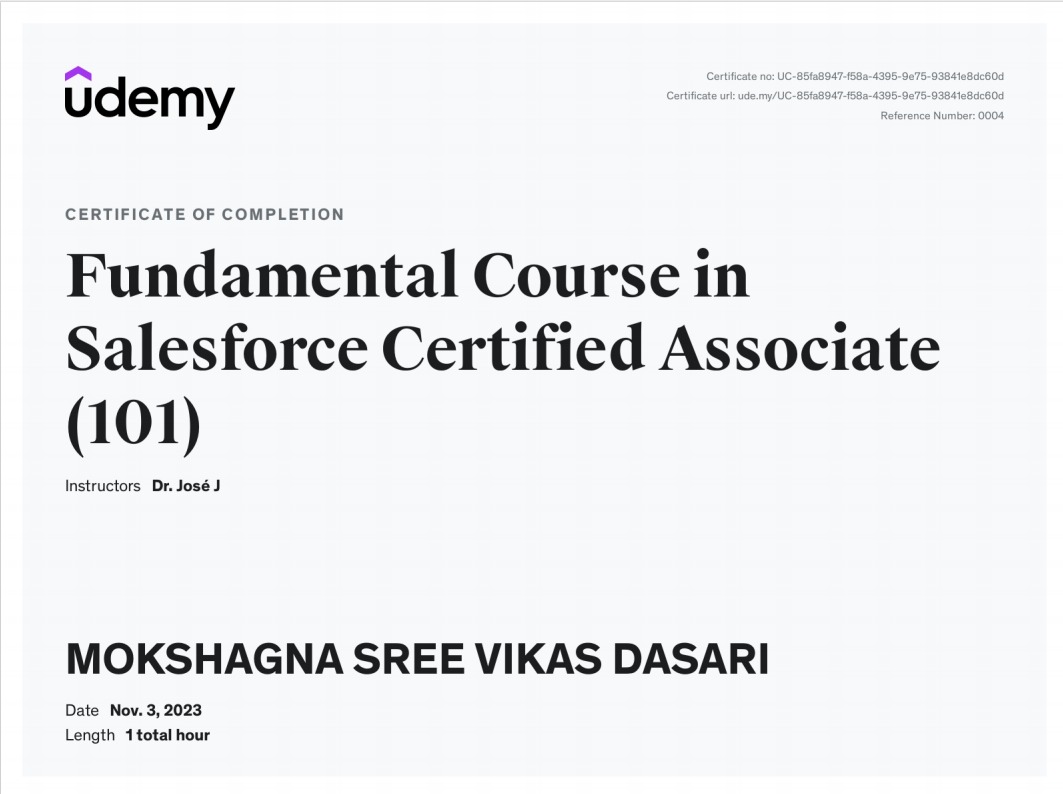 udemy
Certificate no: UC-85fa8947-f58a-4395-9e75-93841e8dc60d
Certificate url: ude.my/UC-85fa8947-f58a-4395-9e75-93841e8dc60d
Reference Number: 0004
CERTIFICATE OF COMPLETION
Fundamental Course in
Salesforce Certified Associate
(101)
Instructors Dr. José J
MOKSHAGNA SREE VIKAS DASARI
Date Nov. 3, 2023
Length 1 total hour